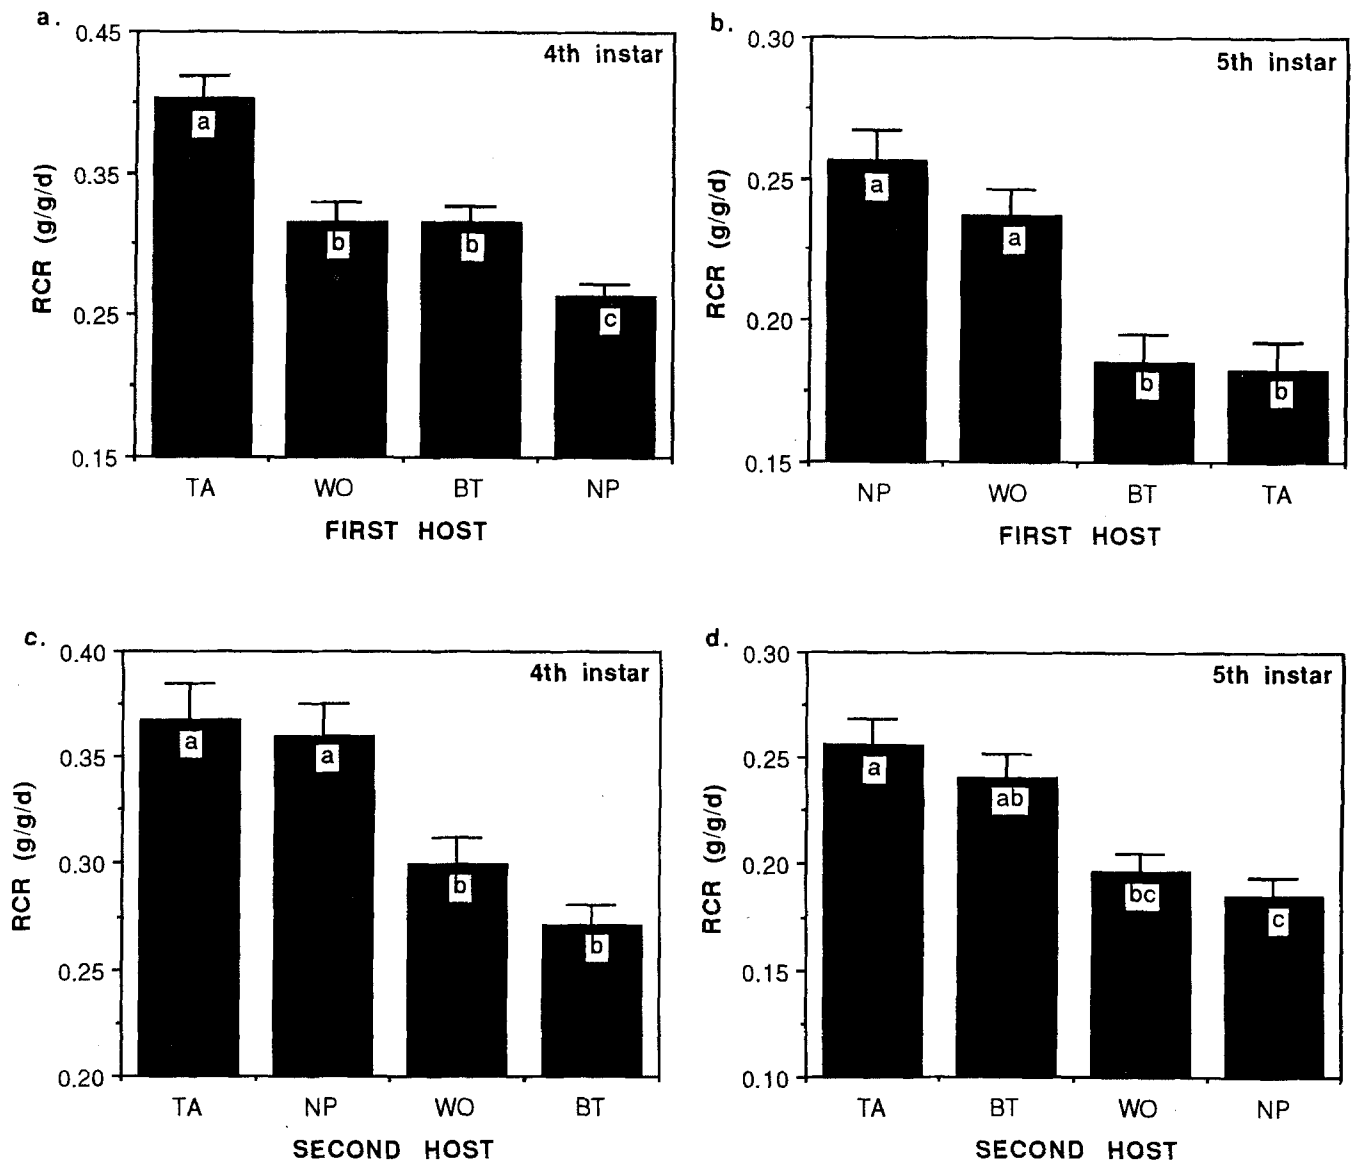 a.
4th instar
0.45
0.35
0.25
0.15
RCR (g/g/d)
a
b
b
c
TA WO BT NP
FIRST HOST
b.
5th instar
0.30
0.25
0.20
0.15
RCR (g/g/d)
a
a
b
b
NP WO BT TA
FIRST HOST
c.
4th instar
0.40
0.35
0.30
0.25
0.20
RCR (g/g/d)
a
a
b
b
TA NP WO BT
SECOND HOST
d.
5th instar
0.30
0.25
0.20
0.15
0.10
RCR (g/g/d)
a
ab
bc
c
TA BT WO NP
SECOND HOST